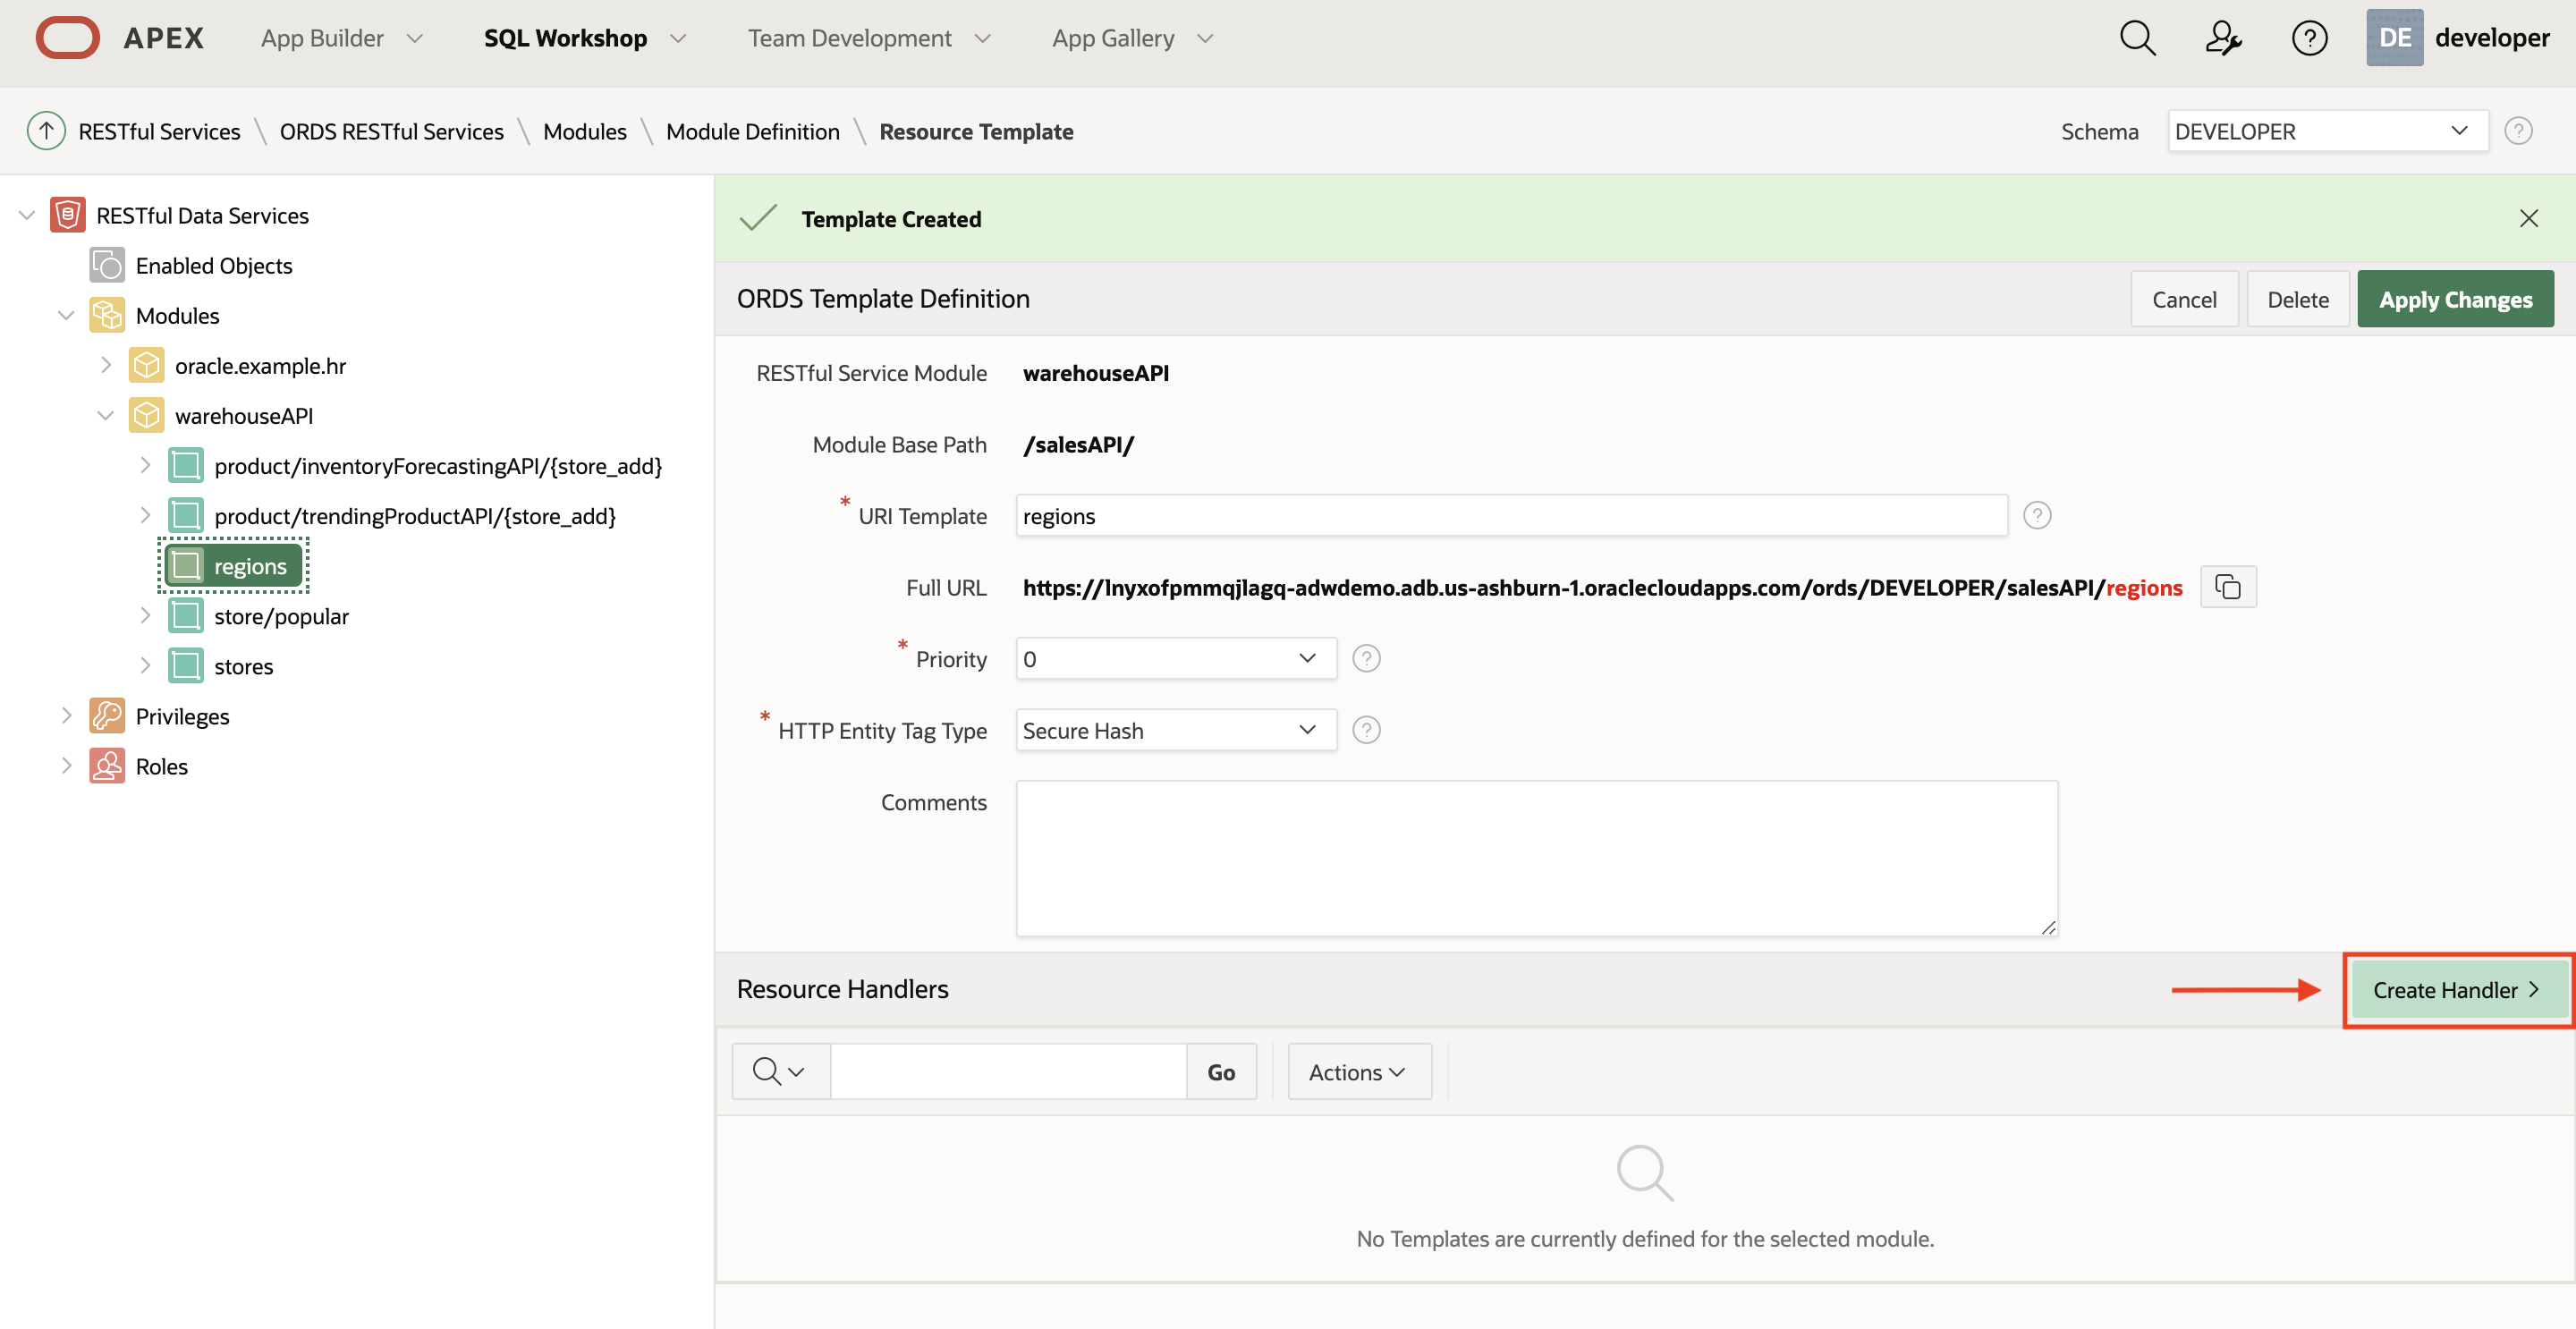 APEX App Builder SQL Workshop Team Development App Gallery DE developer
RESTful Services \ ORDS RESTful Services \ Modules \ Module Definition \ Resource Template Schema DEVELOPER ?
RESTful Data Services
Enabled Objects
Modules
oracle.example.hr
warehouseAPI
product/inventoryForecastingAPI/{store_add}
product/trendingProductAPI/{store_add}
regions
store/popular
stores
Privileges
Roles
Template Created
ORDS Template Definition Cancel Delete Apply Changes
RESTful Service Module warehouseAPI
Module Base Path /salesAPI/
* URI Template regions ?
Full URL https://lnyxofpmmqjlagq-adwdemo.adb.us-ashburn-1.oraclecloudapps.com/ords/DEVELOPER/salesAPI/regions
* Priority 0 ?
* HTTP Entity Tag Type Secure Hash ?
Comments
Resource Handlers Create Handler >
Go Actions
No Templates are currently defined for the selected module.